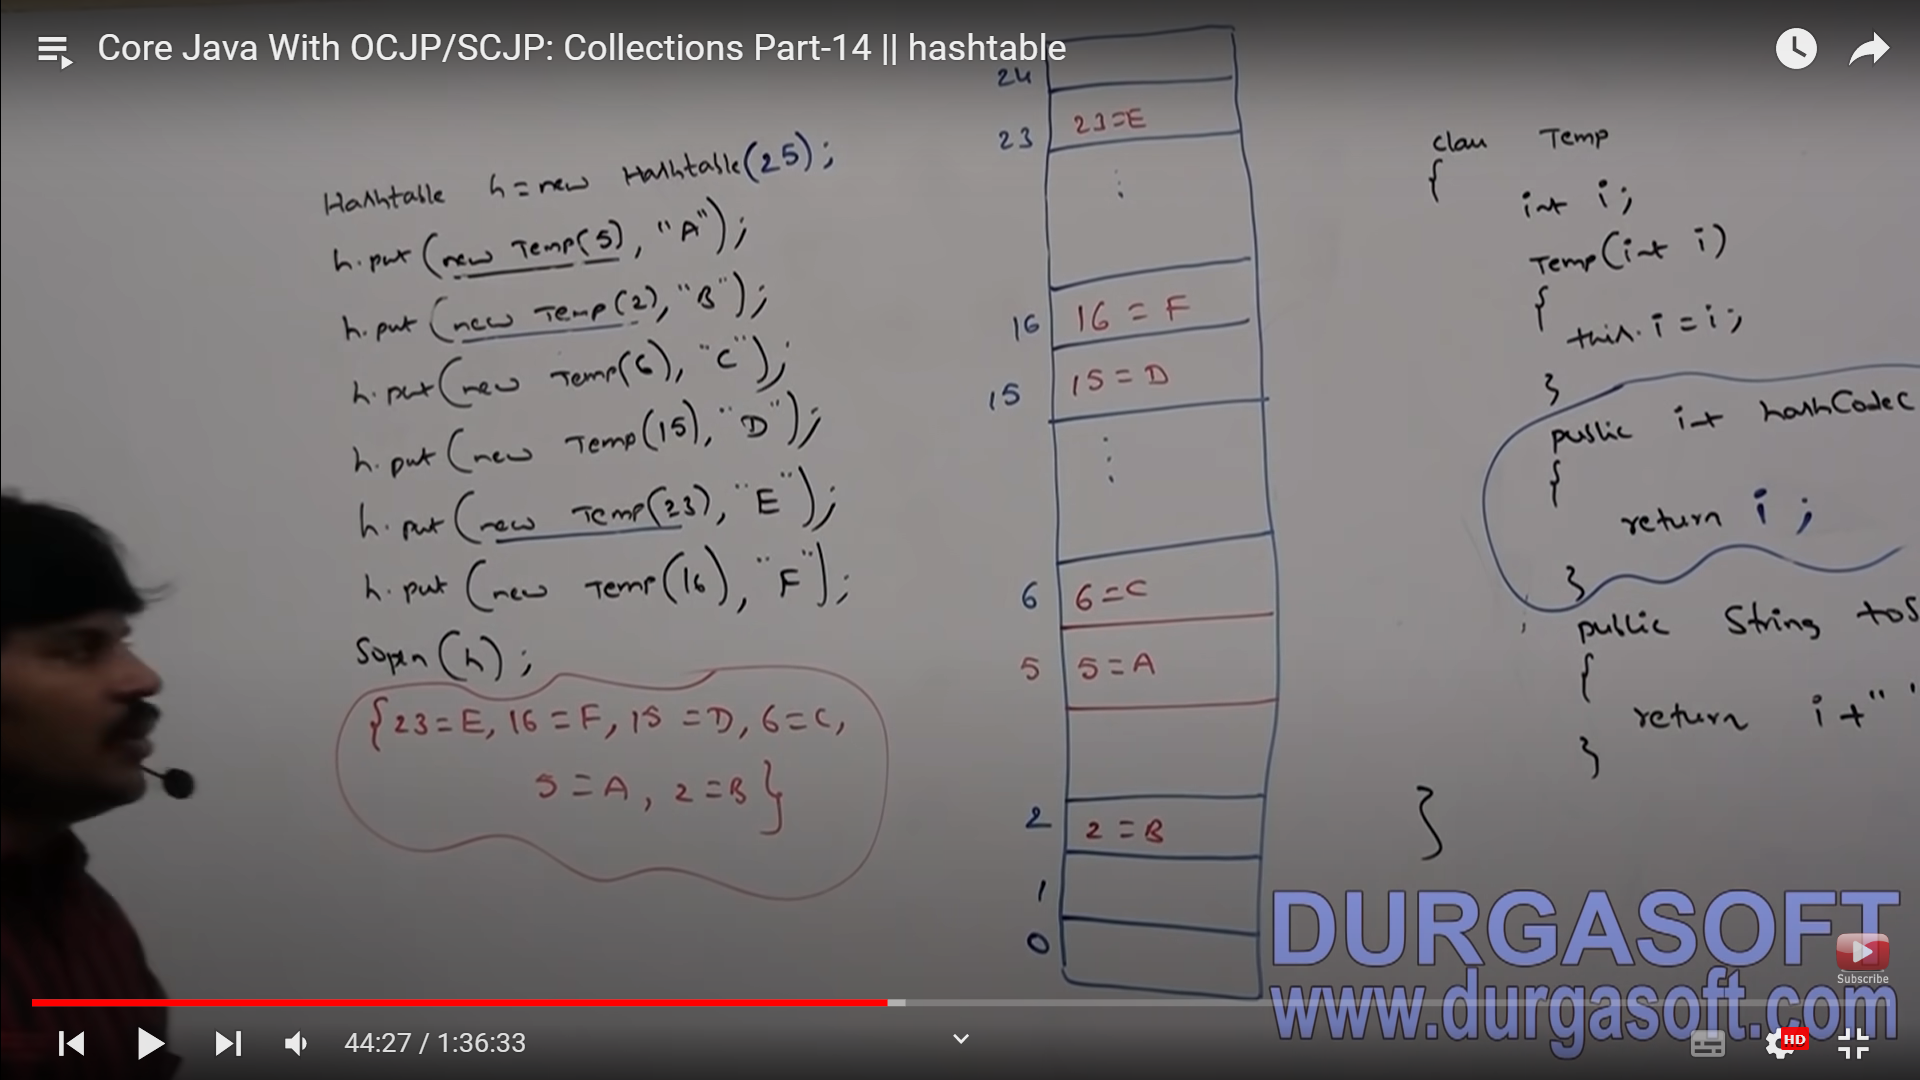 Core Java With OCJP/SCJP: Collections Part-14 || hashtable
Hashtable h = new Hashtable(25);
h.put(new Temp(5), "A");
h.put(new Temp(2), "B");
h.put(new Temp(6), "C");
h.put(new Temp(15), "D");
h.put(new Temp(23), "E");
h.put(new Temp(16), "F");
Sopln(h);
{23=E, 16=F, 15=D, 6=C,
5=A, 2=B}
24
23 23=E
⋮
16 16=F
15 15=D
⋮
6 6=C
5 5=A
2 2=B
1
0
class Temp
{
int i;
Temp(int i)
{
this.i=i;
}
public int hashCode(
{
return i;
}
public String toS
{
return i+"
}
}
DURGASOFT
www.durgasoft.com
Subscribe
44:27 / 1:36:33
HD